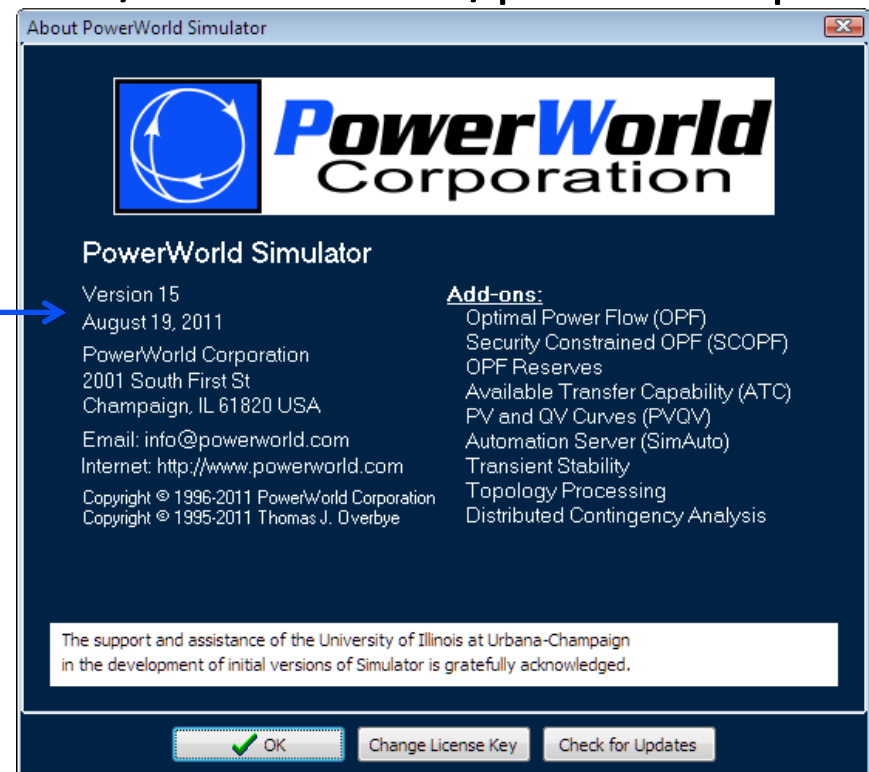 About PowerWorld Simulator
PowerWorld
Corporation
PowerWorld Simulator
Version 15
August 19, 2011
PowerWorld Corporation
2001 South First St
Champaign, IL 61820 USA
Email: info@powerworld.com
Internet: http://www.powerworld.com
Copyright © 1996-2011 PowerWorld Corporation
Copyright © 1995-2011 Thomas J. Overbye
Add-ons:
Optimal Power Flow (OPF)
Security Constrained OPF (SCOPF)
OPF Reserves
Available Transfer Capability (ATC)
PV and QV Curves (PVQV)
Automation Server (SimAuto)
Transient Stability
Topology Processing
Distributed Contingency Analysis
The support and assistance of the University of Illinois at Urbana-Champaign
in the development of initial versions of Simulator is gratefully acknowledged.
OK
Change License Key
Check for Updates